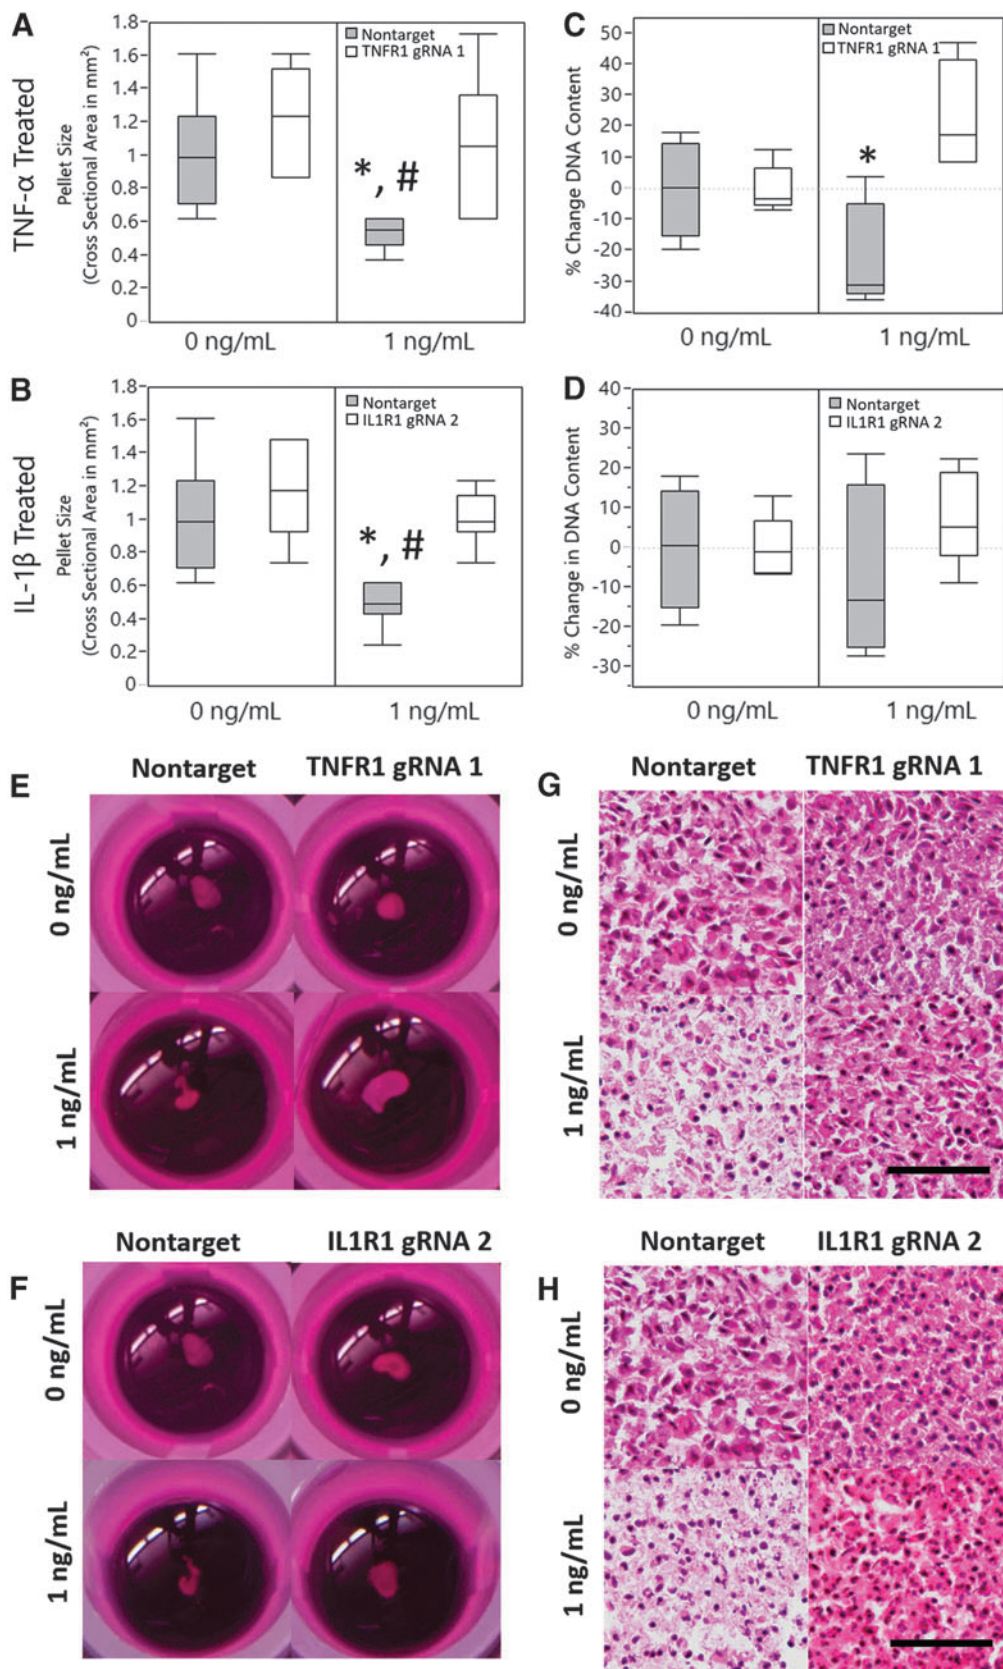 A
TNF-α Treated
Pellet Size
(Cross Sectional Area in mm²)
1.8
1.6
1.4
1.2
1
0.8
0.6
0.4
0.2
0
Nontarget
TNFR1 gRNA 1
*, #
0 ng/mL
1 ng/mL
C
% Change DNA Content
50
40
30
20
10
0
-10
-20
-30
-40
Nontarget
TNFR1 gRNA 1
*
0 ng/mL
1 ng/mL
B
IL-1β Treated
Pellet Size
(Cross Sectional Area in mm²)
1.8
1.6
1.4
1.2
1
0.8
0.6
0.4
0.2
0
Nontarget
IL1R1 gRNA 2
*, #
0 ng/mL
1 ng/mL
D
% Change in DNA Content
40
30
20
10
0
-10
-20
-30
Nontarget
IL1R1 gRNA 2
0 ng/mL
1 ng/mL
E
Nontarget
TNFR1 gRNA 1
0 ng/mL
1 ng/mL
G
Nontarget
TNFR1 gRNA 1
0 ng/mL
1 ng/mL
F
Nontarget
IL1R1 gRNA 2
0 ng/mL
1 ng/mL
H
Nontarget
IL1R1 gRNA 2
0 ng/mL
1 ng/mL